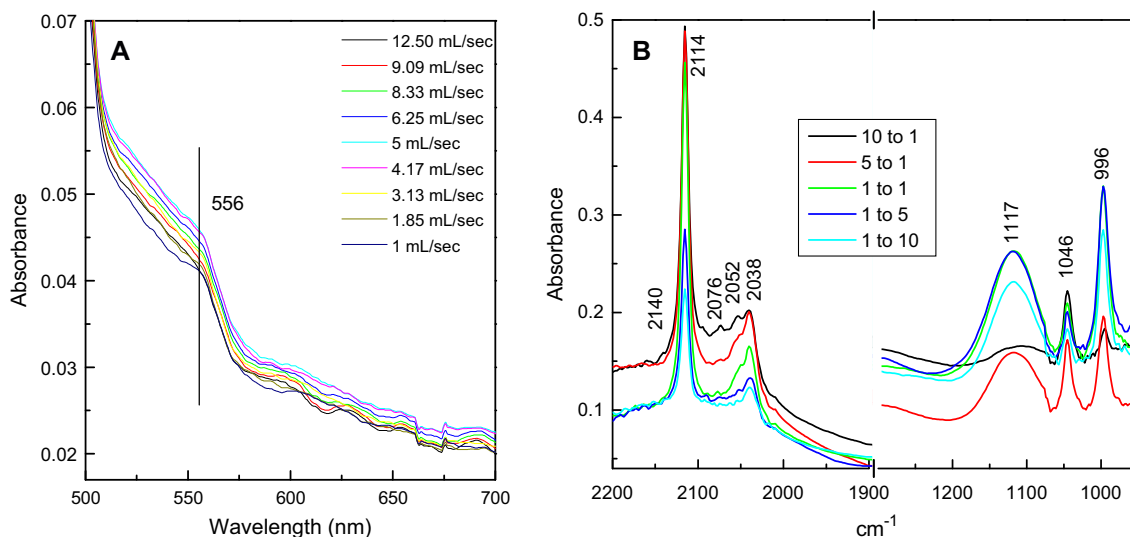 A
0.07
0.06
0.05
0.04
0.03
0.02
Absorbance
500
550
600
650
700
Wavelength (nm)
556
12.50 mL/sec
9.09 mL/sec
8.33 mL/sec
6.25 mL/sec
5 mL/sec
4.17 mL/sec
3.13 mL/sec
1.85 mL/sec
1 mL/sec
B
0.5
0.4
0.3
0.2
0.1
Absorbance
2200
2100
2000
1900
1200
1100
1000
cm⁻¹
2140
2114
2076
2052
2038
1117
1046
996
10 to 1
5 to 1
1 to 1
1 to 5
1 to 10